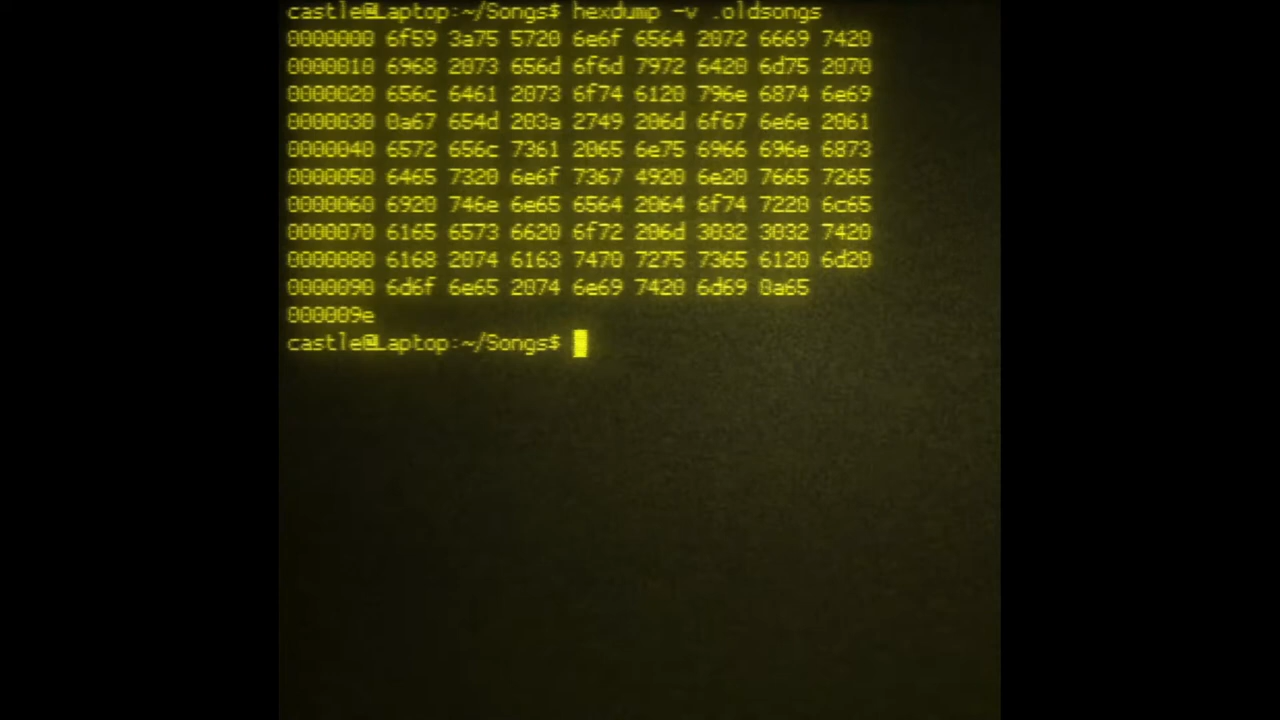 castle@Laptop:~/Songs$ hexdump -v .oldsongs
0000000 6f59 3a75 5720 6e6f 6564 2072 6669 7420
0000010 6968 2073 656d 6f6d 7972 6420 6d75 2070
0000020 656c 6461 2073 6f74 6120 796e 6874 6e69
0000030 0a67 654d 203a 2749 206d 6f67 6e6e 2061
0000040 6572 656c 7361 2065 6e75 6966 696e 6873
0000050 6465 7320 6e6f 7367 4920 6e20 7665 7265
0000060 6920 746e 6e65 6564 2064 6f74 7220 6c65
0000070 6165 6573 6620 6f72 206d 3032 3032 7420
0000080 6168 2074 6163 7470 7275 7365 6120 6d20
0000090 6d6f 6e65 2074 6e69 7420 6d69 0a65
000009e
castle@Laptop:~/Songs$